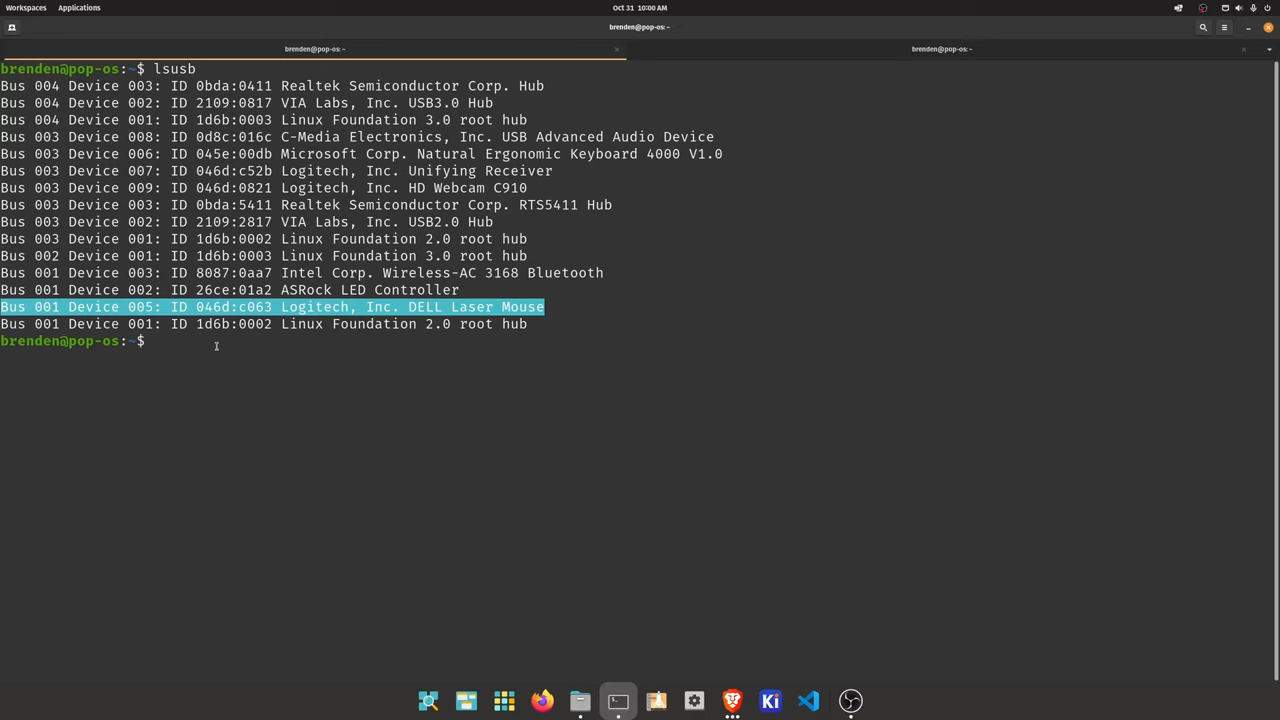 Workspaces Applications Oct 31 10:00 AM
brenden@pop-os: ~
brenden@pop-os: ~ brenden@pop-os: ~
brenden@pop-os:~$ lsusb
Bus 004 Device 003: ID 0bda:0411 Realtek Semiconductor Corp. Hub
Bus 004 Device 002: ID 2109:0817 VIA Labs, Inc. USB3.0 Hub
Bus 004 Device 001: ID 1d6b:0003 Linux Foundation 3.0 root hub
Bus 003 Device 008: ID 0d8c:016c C-Media Electronics, Inc. USB Advanced Audio Device
Bus 003 Device 006: ID 045e:00db Microsoft Corp. Natural Ergonomic Keyboard 4000 V1.0
Bus 003 Device 007: ID 046d:c52b Logitech, Inc. Unifying Receiver
Bus 003 Device 009: ID 046d:0821 Logitech, Inc. HD Webcam C910
Bus 003 Device 003: ID 0bda:5411 Realtek Semiconductor Corp. RTS5411 Hub
Bus 003 Device 002: ID 2109:2817 VIA Labs, Inc. USB2.0 Hub
Bus 003 Device 001: ID 1d6b:0002 Linux Foundation 2.0 root hub
Bus 002 Device 001: ID 1d6b:0003 Linux Foundation 3.0 root hub
Bus 001 Device 003: ID 8087:0aa7 Intel Corp. Wireless-AC 3168 Bluetooth
Bus 001 Device 002: ID 26ce:01a2 ASRock LED Controller
Bus 001 Device 005: ID 046d:c063 Logitech, Inc. DELL Laser Mouse
Bus 001 Device 001: ID 1d6b:0002 Linux Foundation 2.0 root hub
brenden@pop-os:~$
Ki